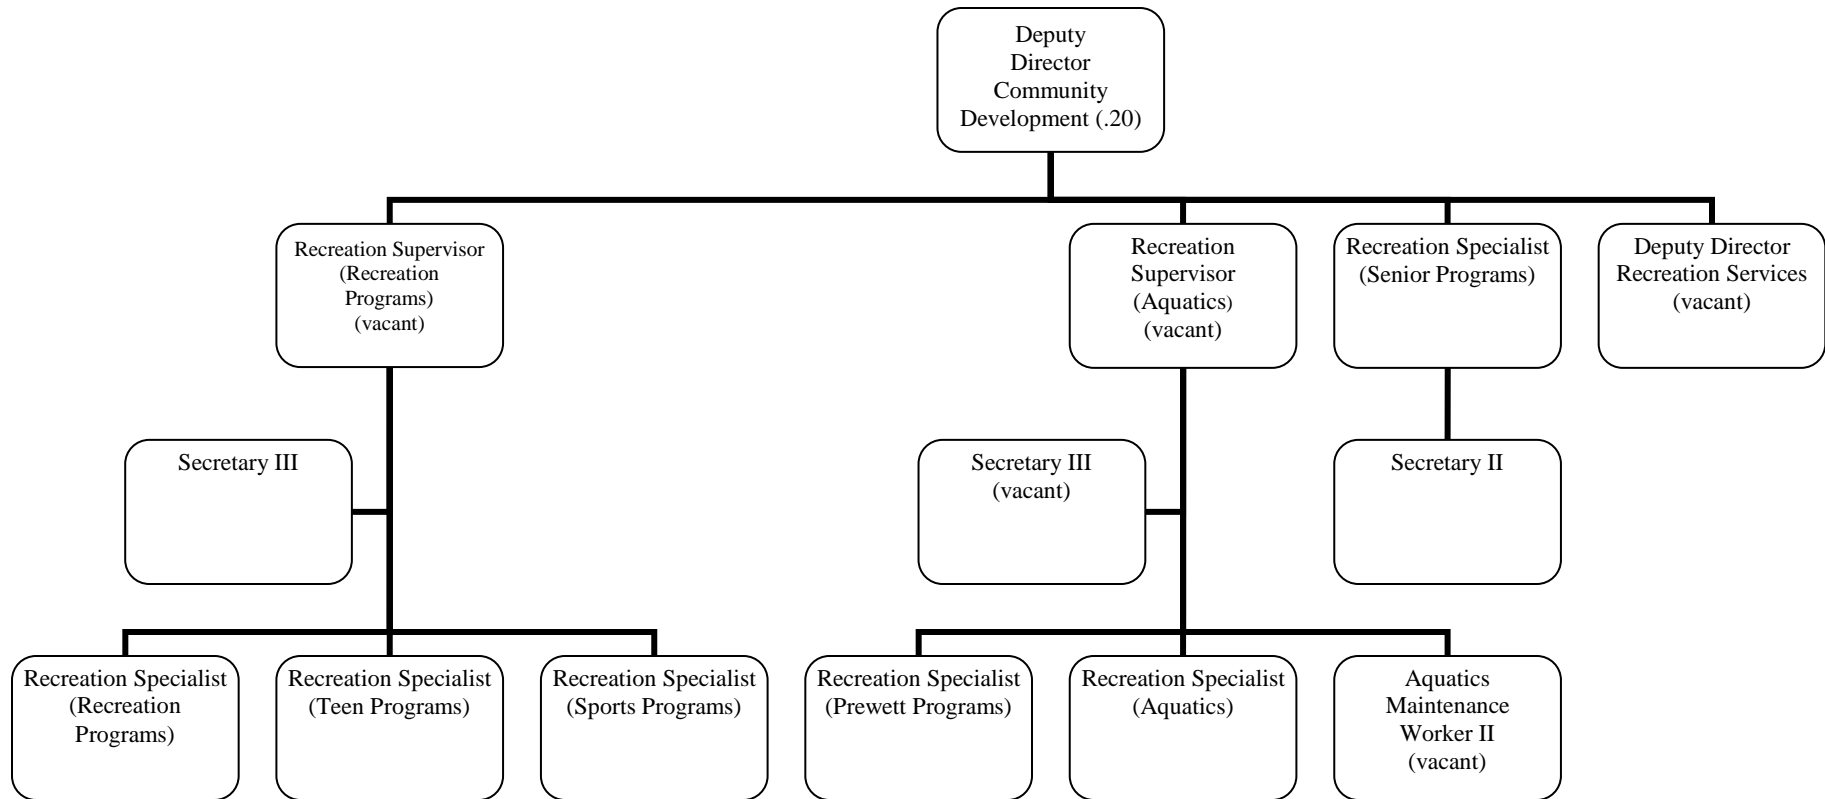 Deputy
Director
Community
Development (.20)
Recreation Supervisor
(Recreation
Programs)
(vacant)
Recreation
Supervisor
(Aquatics)
(vacant)
Recreation Specialist
(Senior Programs)
Deputy Director
Recreation Services
(vacant)
Secretary III
Secretary III
(vacant)
Secretary II
Recreation Specialist
(Recreation
Programs)
Recreation Specialist
(Teen Programs)
Recreation Specialist
(Sports Programs)
Recreation Specialist
(Prewett Programs)
Recreation Specialist
(Aquatics)
Aquatics
Maintenance
Worker II
(vacant)